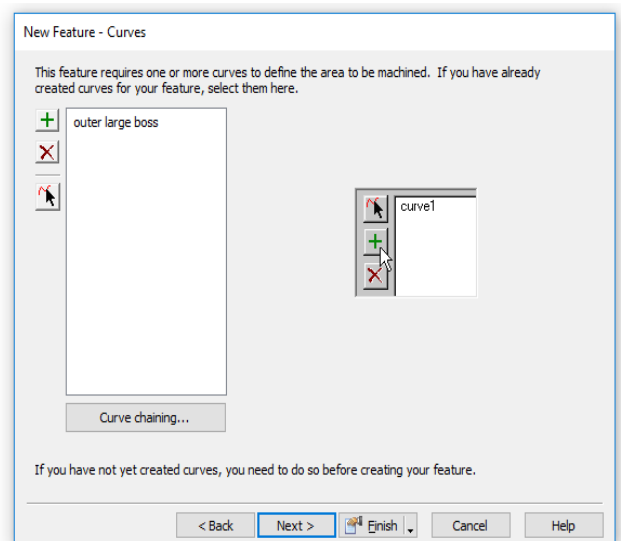 New Feature - Curves
This feature requires one or more curves to define the area to be machined. If you have already
created curves for your feature, select them here.
outer large boss
curve1
Curve chaining...
If you have not yet created curves, you need to do so before creating your feature.
< Back
Next >
Finish
Cancel
Help